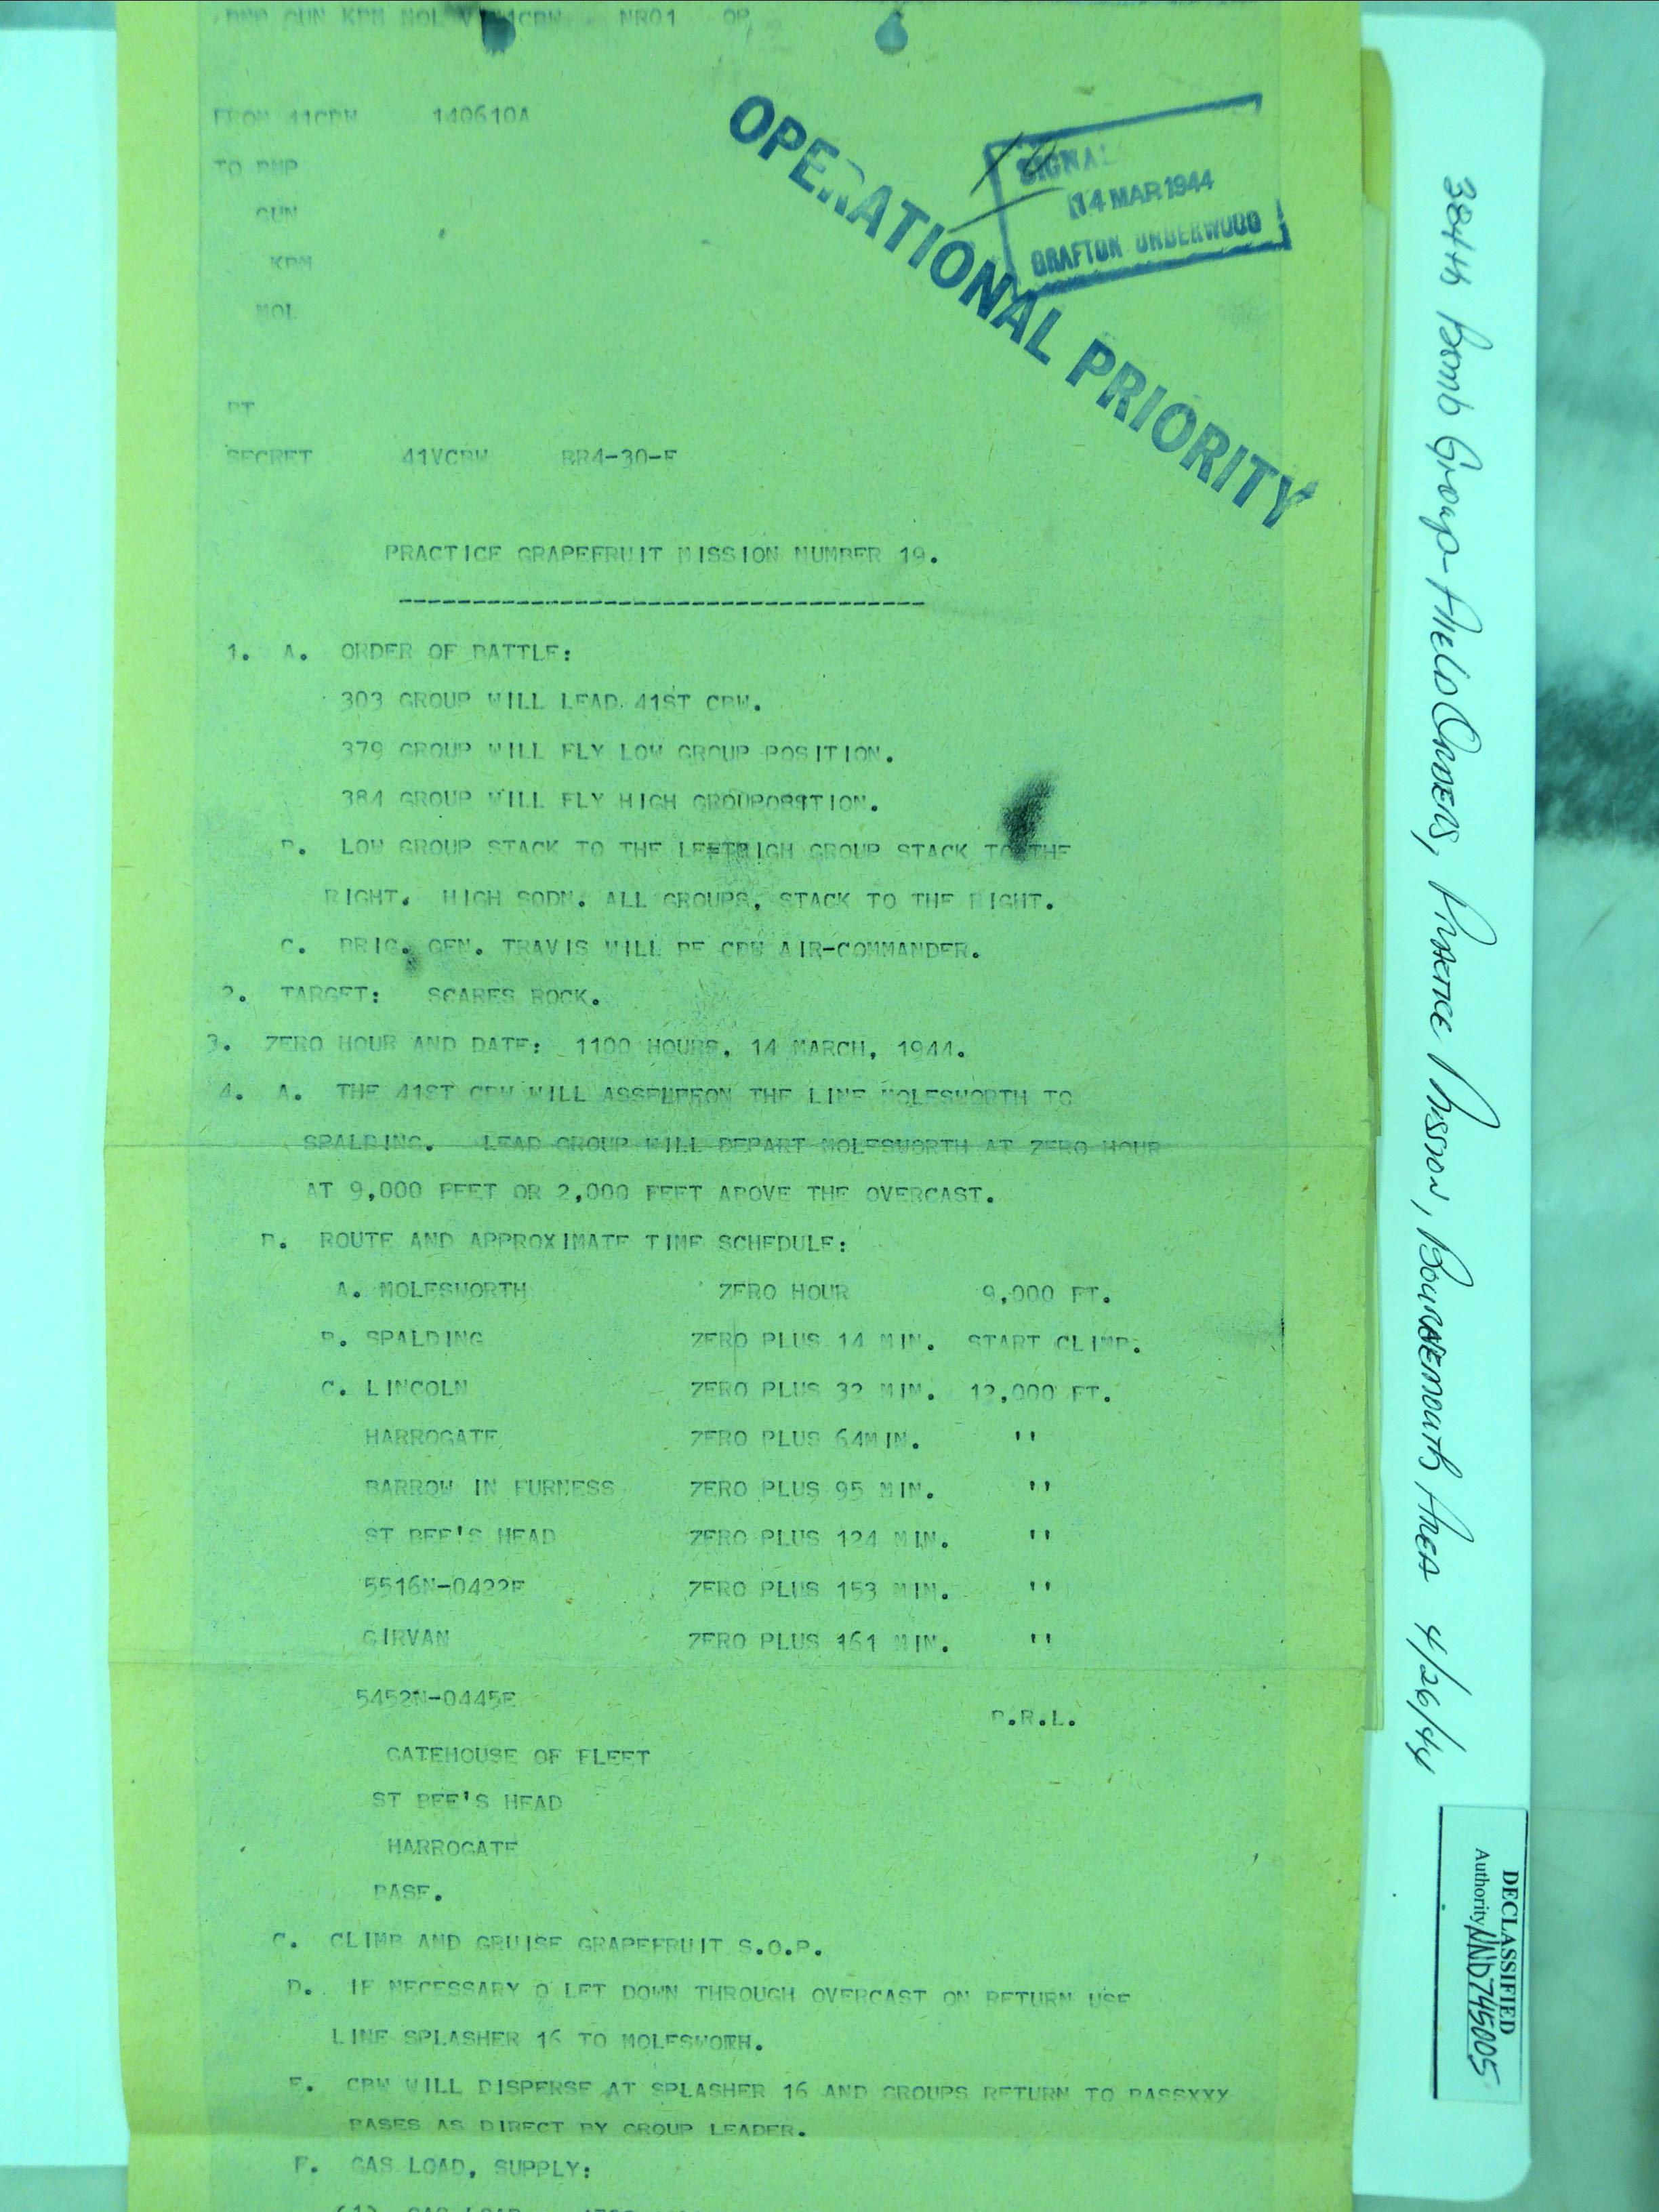 QUN KDM MOL NR01 OP
FROM 41CBW 140610A
TO
GUN
KDM
MOL
BT
SECRET 41VCBW BR4-30-E
PRACTICE GRAPEFRUIT MISSION NUMBER 19.
------------------------------------
1. A. ORDER OF BATTLE:
303 GROUP WILL LEAD 41ST CBW.
379 GROUP WILL FLY LOW GROUP POSITION.
384 GROUP WILL FLY HIGH
B. LOW GROUP STACK TO THE GROUP STACK TO THE
RIGHT. HIGH SQDN. ALL GROUPS, STACK TO THE RIGHT.
C. BRIG. GEN. TRAVIS WILL BE CBW AIR-COMMANDER.
2. TARGET: SCARES ROCK.
3. ZERO HOUR AND DATE: 1100 HOURS, 14 MARCH, 1944.
4. A. THE 41ST CBW WILL THE LINE MOLESWORTH TO
SPALDING. LEAD GROUP WILL DEPART MOLESWORTH AT ZERO HOUR
AT 9,000 FEET OR 2,000 FEET ABOVE THE OVERCAST.
B. ROUTE AND APPROXIMATE TIME SCHEDULE:
A. MOLESWORTH ZERO HOUR 9,000 FT.
B. SPALDING ZERO PLUS 14 MIN. START CLIMB.
C. LINCOLN ZERO PLUS 32 MIN. 12,000 FT.
HARROGATE ZERO PLUS 64MIN. ''
BARROW IN FURNESS ZERO PLUS 95 MIN. ''
ST BEE'S HEAD ZERO PLUS 124 MIN. ''
5516N-0422E ZERO PLUS 153 MIN. ''
GIRVAN ZERO PLUS 161 MIN. ''
5452N-0445E B.R.L.
GATEHOUSE OF FLEET
ST BEE'S HEAD
HARROGATE
BASE.
C. CLIMB AND GRUISE GRAPEFRUIT S.O.P.
D. IF NECESSARY O LET DOWN THROUGH OVERCAST ON RETURN USE
LINE SPLASHER 16 TO
E. CBW WILL DISPERSE AT SPLASHER 16 AND GROUPS RETURN TO BASSXXX
BASES AS DIRECT BY GROUP LEADER.
F. GAS LOAD, SUPPLY:
(1) GAS LOAD
OPERATIONAL PRIORITY
SIGNAL
14 MAR 1944
GRAFTON UNDERWOOD
384th Bomb Group-Field Orders, Practice Mission, Bournemouth Area 4/26/44
DECLASSIFIED
Authority NND745005